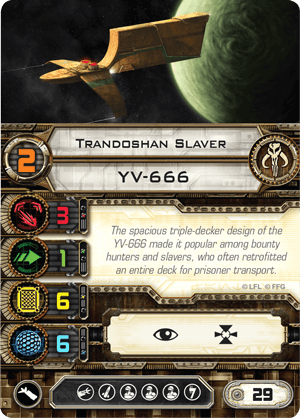 Trandoshan Slaver
2
YV-666
3
1
6
6
The spacious triple-decker design of the
YV-666 made it popular among bounty
hunters and slavers, who often retrofitted
an entire deck for prisoner transport.
© LFL © FFG
29